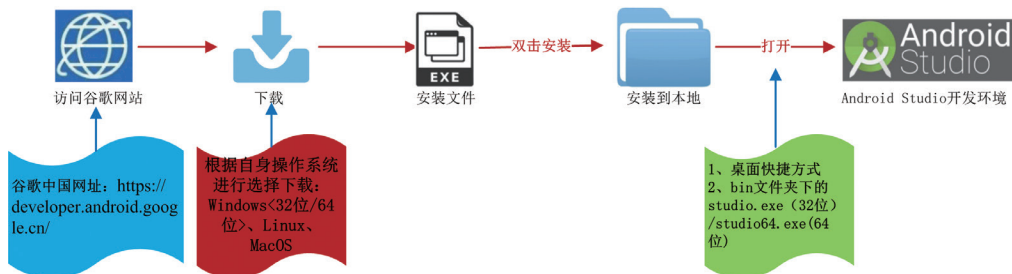 双击安装
打开
EXE
Android
Studio
访问谷歌网站
下载
安装文件
安装到本地
Android Studio开发环境
谷歌中国网址：https://
developer.android.goog
le.cn/
根据自身操作系统
进行选择下载：
Windows<32位/64
位>、Linux、
MacOS
1、桌面快捷方式
2、bin文件夹下的
studio.exe（32位）
/studio64.exe(64
位)